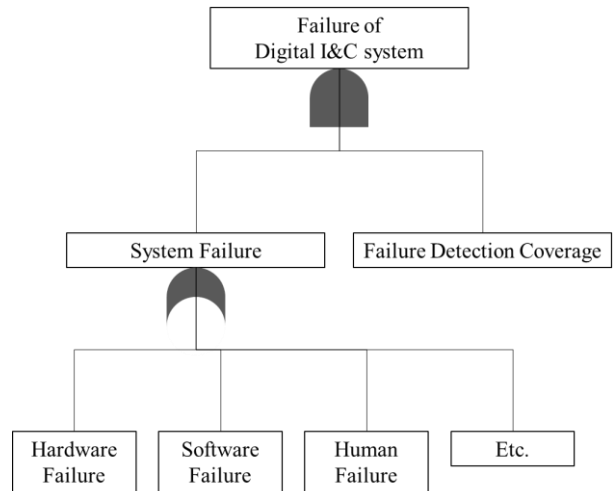 Failure of
Digital I&C system
System Failure
Failure Detection Coverage
Hardware
Failure
Software
Failure
Human
Failure
Etc.